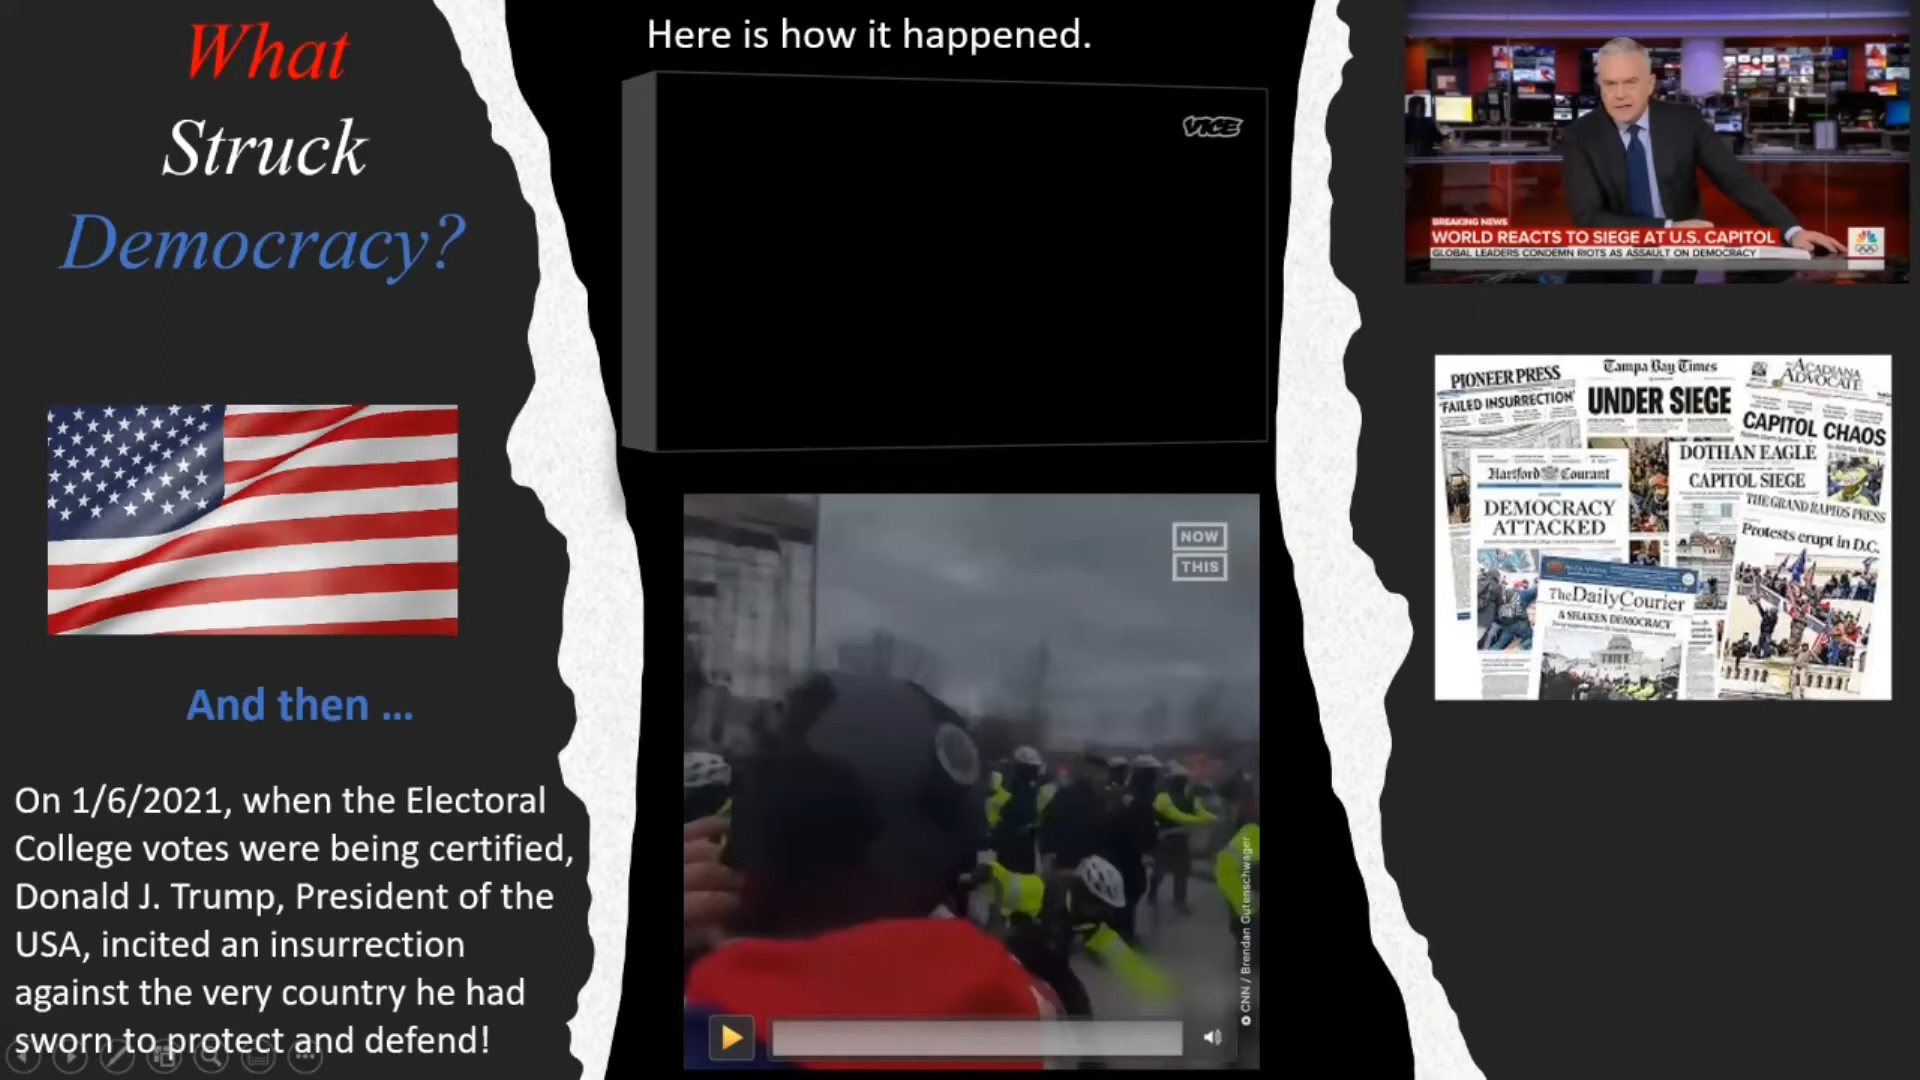 What
Struck
Democracy?
And then ...
On 1/6/2021, when the Electoral
College votes were being certified,
Donald J. Trump, President of the
USA, incited an insurrection
against the very country he had
sworn to protect and defend!
Here is how it happened.
VICE
NOW
THIS
CNN / Brendan Gutenschwager
BREAKING NEWS
WORLD REACTS TO SIEGE AT U.S. CAPITOL
GLOBAL LEADERS CONDEMN RIOTS AS ASSAULT ON DEMOCRACY
PIONEER PRESS
'FAILED INSURRECTION'
Tampa Bay Times
UNDER SIEGE
ACADIANA
ADVOCATE
CAPITOL CHAOS
Hartford Courant
DEMOCRACY
ATTACKED
DOTHAN EAGLE
CAPITOL SIEGE
THE GRAND RAPIDS PRESS
Protests erupt in D.C.
The Daily Courier
A SHAKEN DEMOCRACY